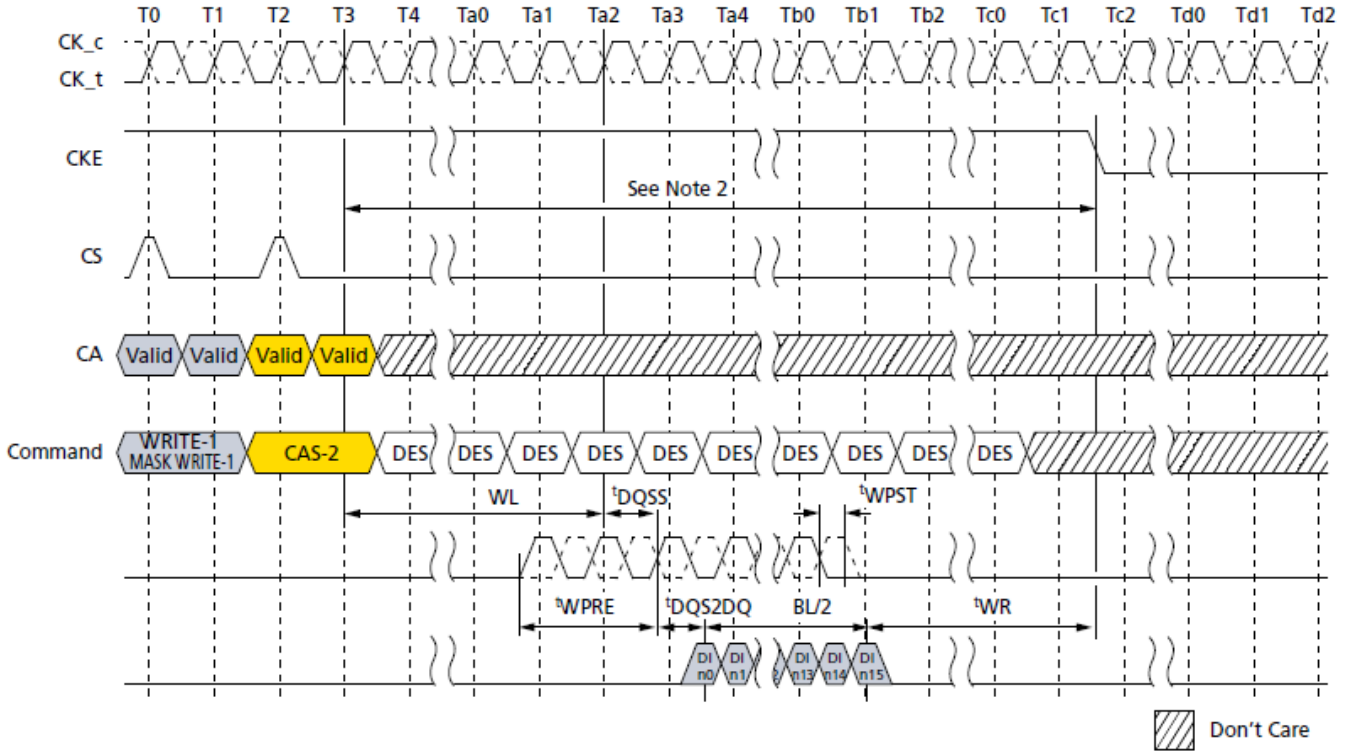 T0 T1 T2 T3 T4 Ta0 Ta1 Ta2 Ta3 Ta4 Tb0 Tb1 Tb2 Tc0 Tc1 Tc2 Td0 Td1 Td2
CK_c
CK_t
CKE
See Note 2
CS
CA Valid Valid Valid Valid
Command WRITE-1 MASK WRITE-1 CAS-2 DES DES DES DES DES DES DES DES DES DES
WL tDQSS tWPST
tWPRE tDQS2DQ BL/2 tWR
DI n0 DI n1 2 DI n13 DI n14 DI n15
Don't Care